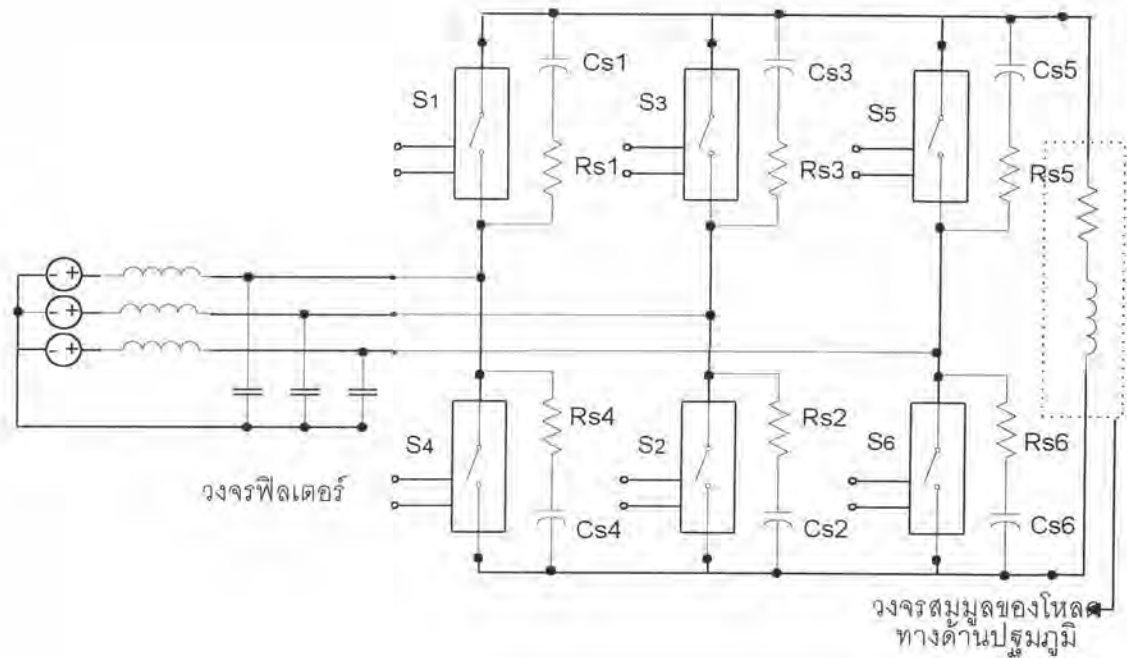 Cs1
Cs3
Cs5
S1
S3
S5
Rs1
Rs3
Rs5
- +
- +
- +
Rs4
Rs2
Rs6
S4
S2
S6
วงจรฟิลเตอร์
Cs4
Cs2
Cs6
วงจรสมมูลของโหลด
ทางด้านปฐมภูมิ